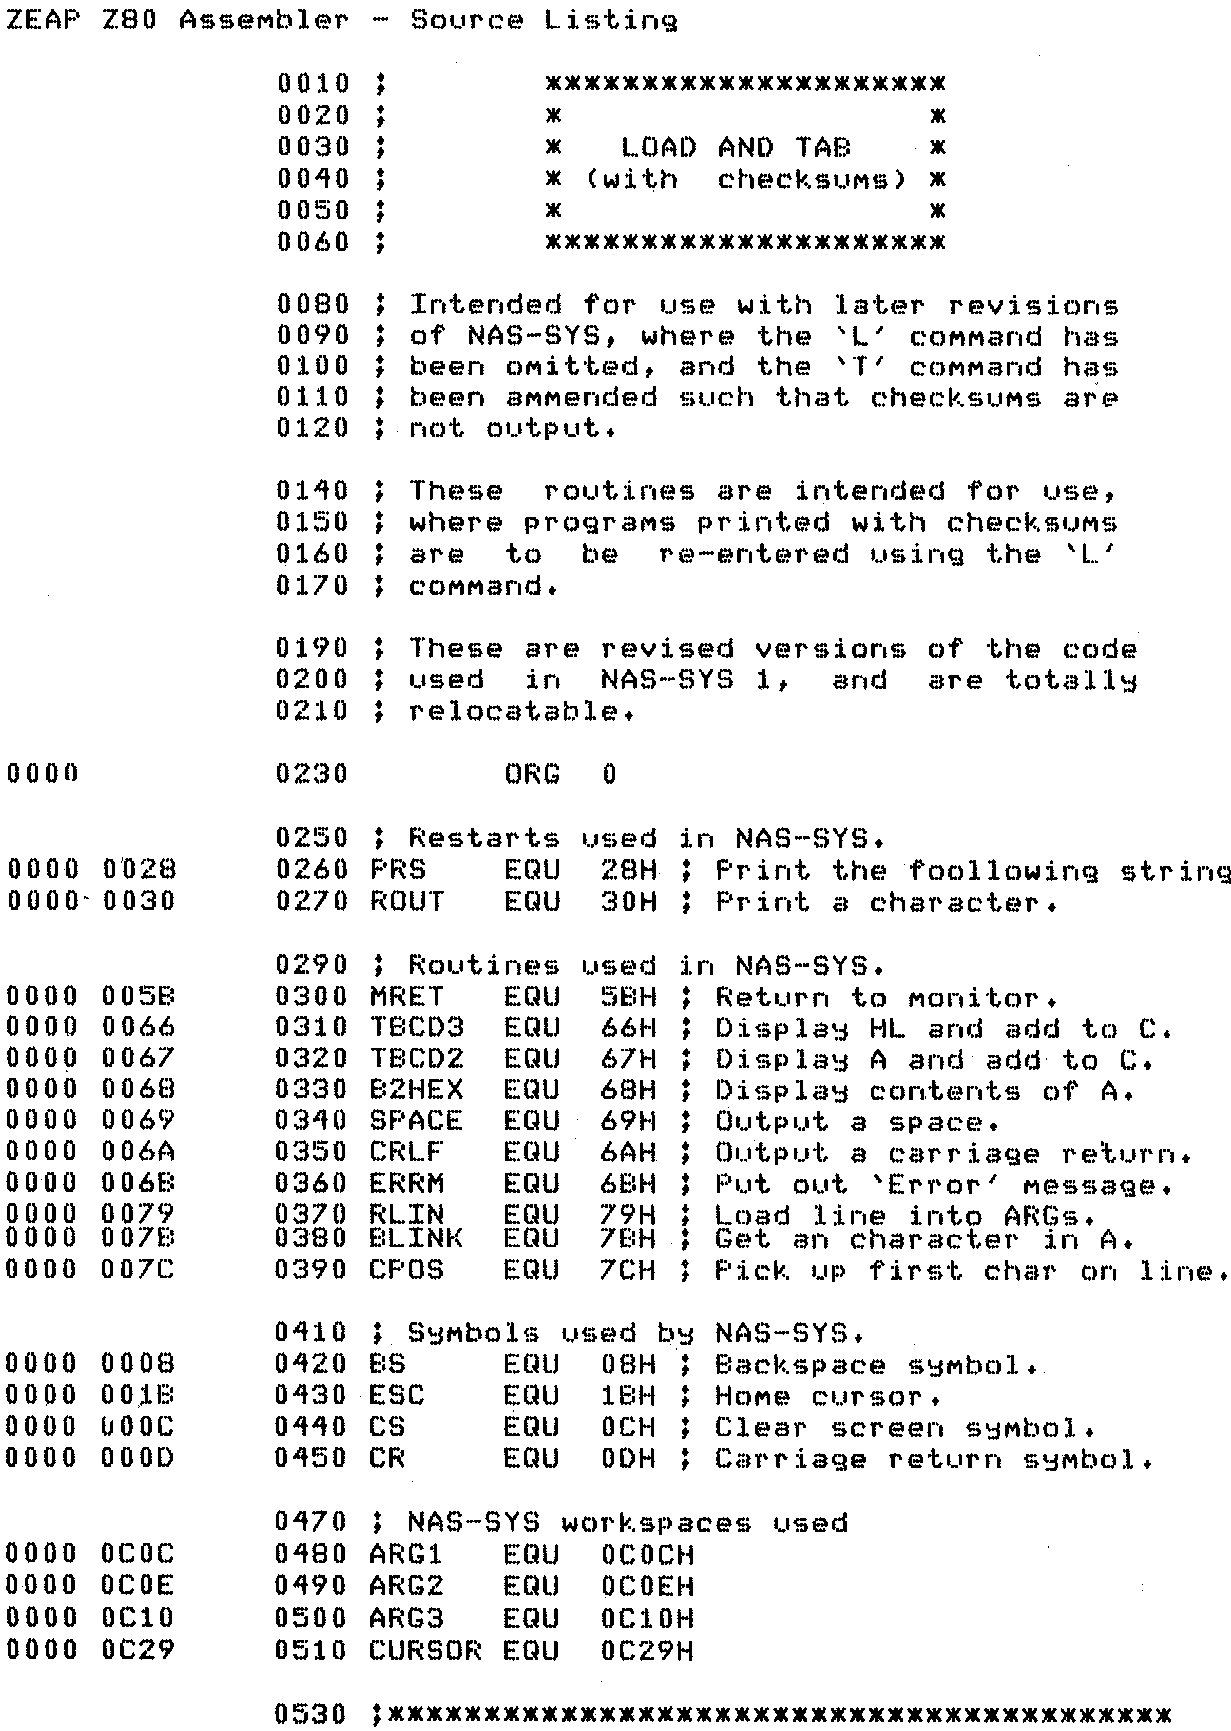 ZEAP Z80 Assembler - Source Listing
0010 ;        *********************
0020 ;        *                   *
0030 ;        *   LOAD AND TAB    *
0040 ;        * (with  checksums) *
0050 ;        *                   *
0060 ;        *********************
0080 ; Intended for use with later revisions
0090 ; of NAS-SYS, where the `L' command has
0100 ; been omitted, and the `T' command has
0110 ; been ammended such that checksums are
0120 ; not output.
0140 ; These  routines are intended for use,
0150 ; where programs printed with checksums
0160 ; are  to  be  re-entered using the `L'
0170 ; command.
0190 ; These are revised versions of the code
0200 ; used  in  NAS-SYS 1,  and  are totally
0210 ; relocatable.
0000          0230        ORG  0
0250 ; Restarts used in NAS-SYS.
0000 0028     0260 PRS    EQU  28H ; Print the foollowing string
0000 0030     0270 ROUT   EQU  30H ; Print a character.
0290 ; Routines used in NAS-SYS.
0000 005B     0300 MRET   EQU  5BH ; Return to monitor.
0000 0066     0310 TBCD3  EQU  66H ; Display HL and add to C.
0000 0067     0320 TBCD2  EQU  67H ; Display A and add to C.
0000 0068     0330 B2HEX  EQU  68H ; Display contents of A.
0000 0069     0340 SPACE  EQU  69H ; Output a space.
0000 006A     0350 CRLF   EQU  6AH ; Output a carriage return.
0000 006B     0360 ERRM   EQU  6BH ; Put out `Error' message.
0000 0079     0370 RLIN   EQU  79H ; Load line into ARGs.
0000 007B     0380 BLINK  EQU  7BH ; Get an character in A.
0000 007C     0390 CPOS   EQU  7CH ; Pick up first char on line.
0410 ; Symbols used by NAS-SYS.
0000 0008     0420 BS     EQU  08H ; Backspace symbol.
0000 001B     0430 ESC    EQU  1BH ; Home cursor.
0000 000C     0440 CS     EQU  0CH ; Clear screen symbol.
0000 000D     0450 CR     EQU  0DH ; Carriage return symbol.
0470 ; NAS-SYS workspaces used
0000 0C0C     0480 ARG1   EQU  0C0CH
0000 0C0E     0490 ARG2   EQU  0C0EH
0000 0C10     0500 ARG3   EQU  0C10H
0000 0C29     0510 CURSOR EQU  0C29H
0530 ;*****************************************